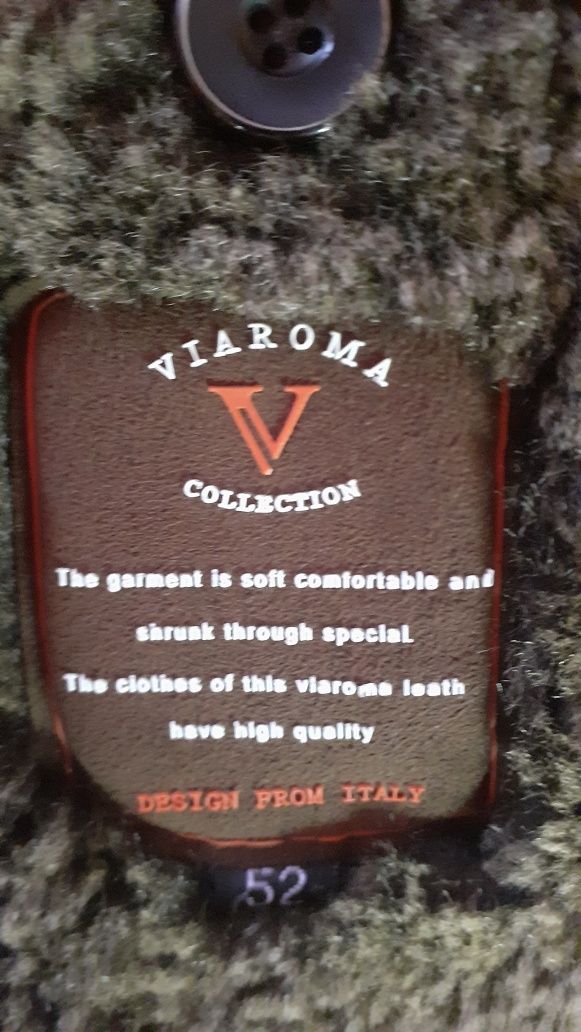 VIAROMA
V
COLLECTION
The garment is soft comfortable and
shrunk through special.
The clothes of this viaroma leath
have high quality
DESIGN FROM ITALY
52